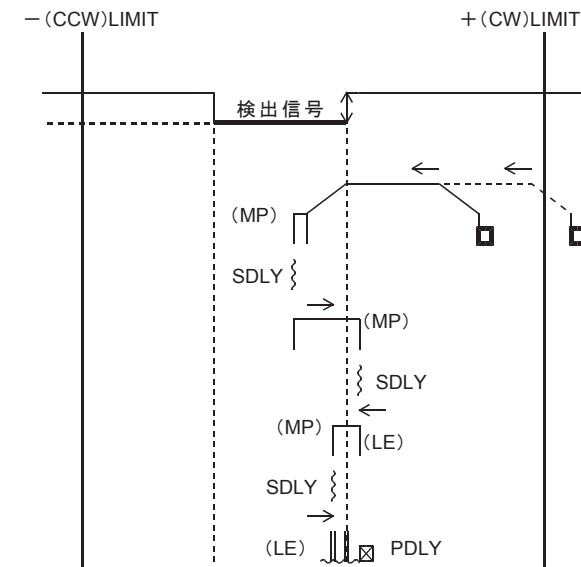 －(CCW)LIMIT
＋(CW)LIMIT
検出信号
(MP)
SDLY
(MP)
SDLY
(MP)
(LE)
SDLY
(LE)
PDLY